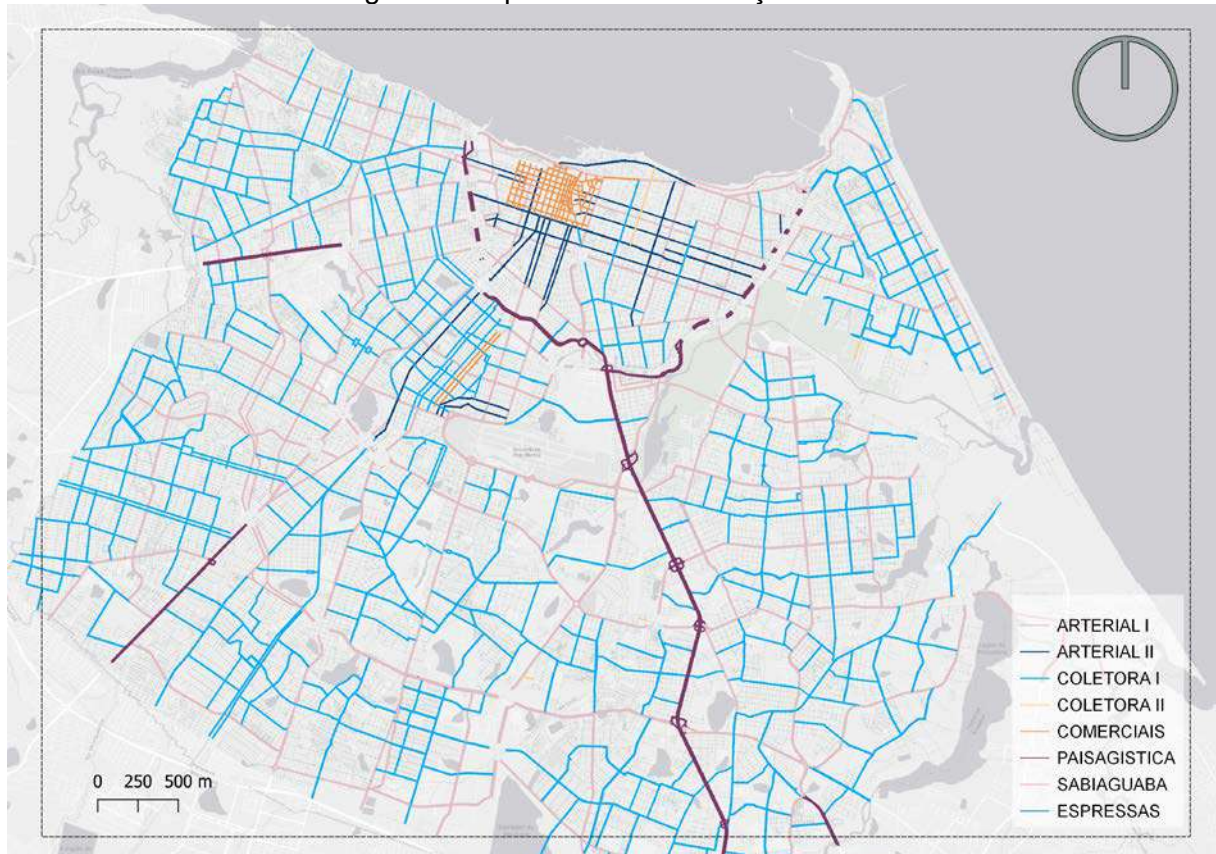 0 250 500 m
ARTERIAL I
ARTERIAL II
COLETORA I
COLETORA II
COMERCIAIS
PAISAGISTICA
SABIAGUABA
ESPRESSAS